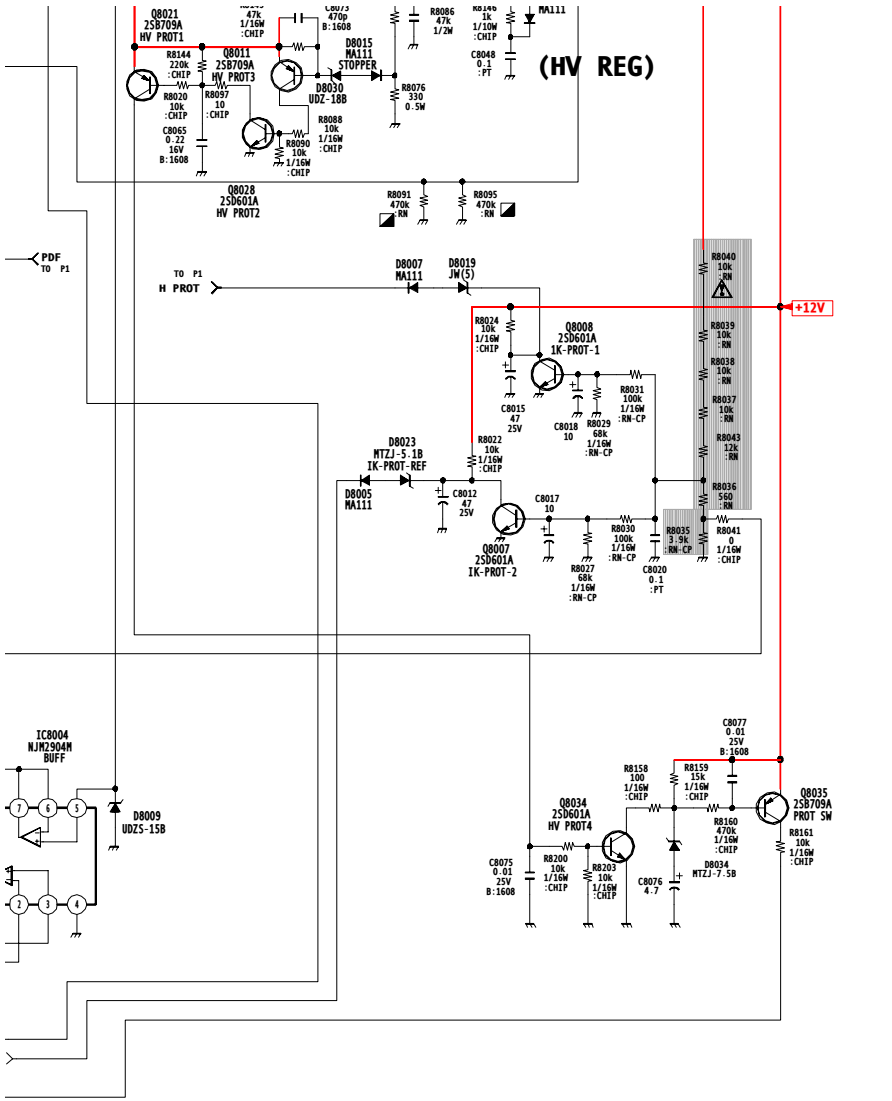 Q8021
2SB709A
HV PROT1
47k
1/16W
:CHIP
470p
B:1608
R8086
47k
1/2W
R8146
1k
1/10W
:CHIP
MA111
R8144
220k
:CHIP
Q8011
2SB709A
HV PROT3
D8015
MA111
STOPPER
C8048
0.1
:PT
(HV REG)
R8020
10k
:CHIP
R8097
10
:CHIP
D8030
UDZ-18B
R8076
330
0.5W
C8065
0.22
16V
B:1608
R8088
10k
1/16W
:CHIP
R8090
10k
1/16W
:CHIP
Q8028
2SD601A
HV PROT2
R8091
470k
:RN
R8095
470k
:RN
PDF
TO P1
TO P1
H PROT
D8007
MA111
D8019
JW(5)
R8040
10k
:RN
+12V
R8024
10k
1/16W
:CHIP
Q8008
2SD601A
1K-PROT-1
R8039
10k
:RN
R8038
10k
:RN
C8015
47
25V
C8018
10
R8029
68k
1/16W
:RN-CP
R8031
100k
1/16W
:RN-CP
R8037
10k
:RN
D8023
MTZJ-5.1B
IK-PROT-REF
R8022
10k
1/16W
:CHIP
R8043
12k
:RN
D8005
MA111
C8012
47
25V
C8017
10
R8036
560
:RN
Q8007
2SD601A
IK-PROT-2
R8027
68k
1/16W
:RN-CP
R8030
100k
1/16W
:RN-CP
C8020
0.1
:PT
R8035
3.9k
:RN-CP
R8041
0
1/16W
:CHIP
IC8004
NJM2904M
BUFF
7
6
5
2
3
4
D8009
UDZS-15B
C8077
0.01
25V
B:1608
R8158
100
1/16W
:CHIP
R8159
15k
1/16W
:CHIP
Q8034
2SD601A
HV PROT4
Q8035
2SB709A
PROT SW
R8160
470k
1/16W
:CHIP
R8161
10k
1/16W
:CHIP
C8075
0.01
25V
B:1608
R8200
10k
1/16W
:CHIP
R8203
10k
1/16W
:CHIP
C8076
4.7
D8034
MTZJ-7.5B